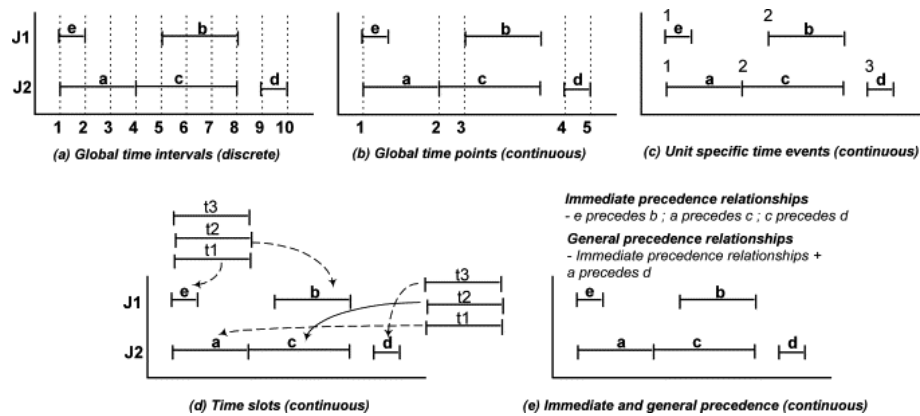 1 2
J1 e b e b 1 e b
1 2 3
J2 a c d a c d a c d
1 2 3 4 5 6 7 8 9 10 1 2 3 4 5
(a) Global time intervals (discrete) (b) Global time points (continuous) (c) Unit specific time events (continuous)
t3
t2
t1
Immediate precedence relationships
- e precedes b ; a precedes c ; c precedes d
General precedence relationships
- Immediate precedence relationships +
a precedes d
t3
t2
t1
J1 e b e b
J2 a c d a c d
(d) Time slots (continuous) (e) Immediate and general precedence (continuous)